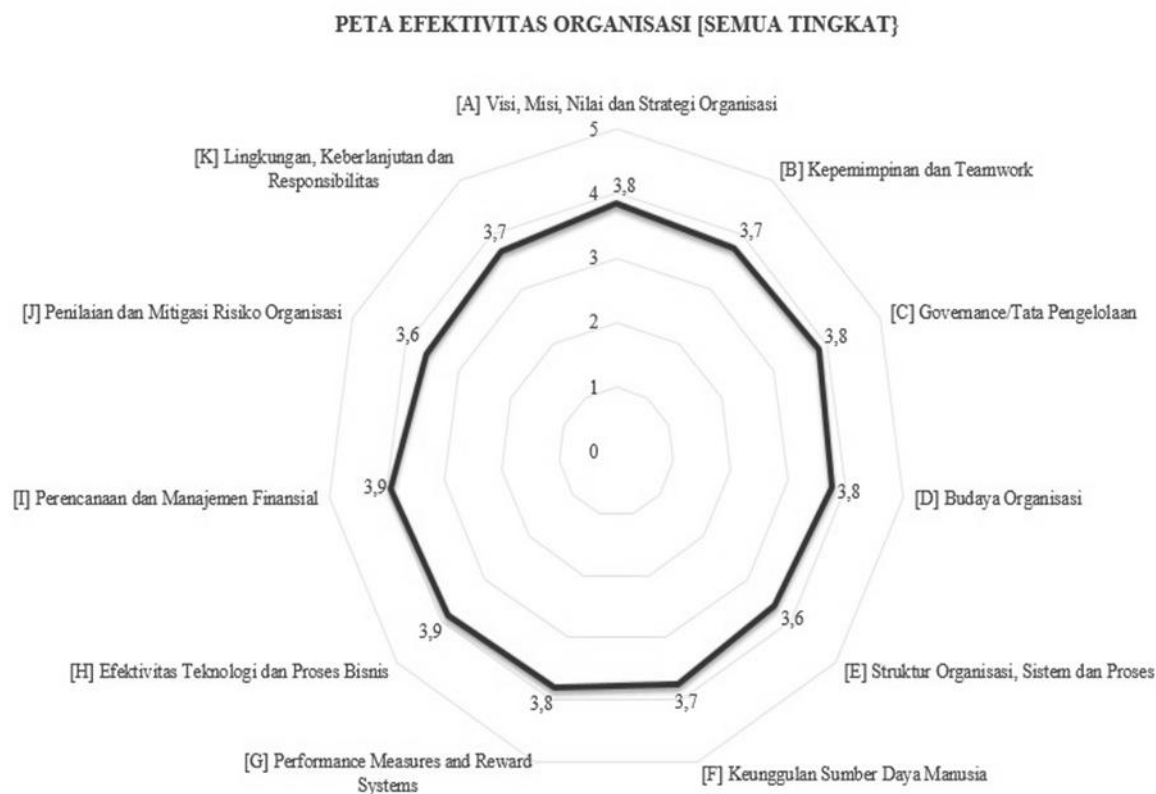 PETA EFEKTIVITAS ORGANISASI [SEMUA TINGKAT}
[A] Visi, Misi, Nilai dan Strategi Organisasi
5
[K] Lingkungan, Keberlanjutan dan
Responsibilitas
[B] Kepemimpinan dan Teamwork
4
3,8
3,7
3,7
3
[J] Penilaian dan Mitigasi Risiko Organisasi
3,6
[C] Governance/Tata Pengelolaan
3,8
2
1
0
[I] Perencanaan dan Manajemen Finansial
3,9
3,8
[D] Budaya Organisasi
3,9
3,6
[H] Efektivitas Teknologi dan Proses Bisnis
[E] Struktur Organisasi, Sistem dan Proses
3,8
3,7
[G] Performance Measures and Reward
Systems
[F] Keunggulan Sumber Daya Manusia